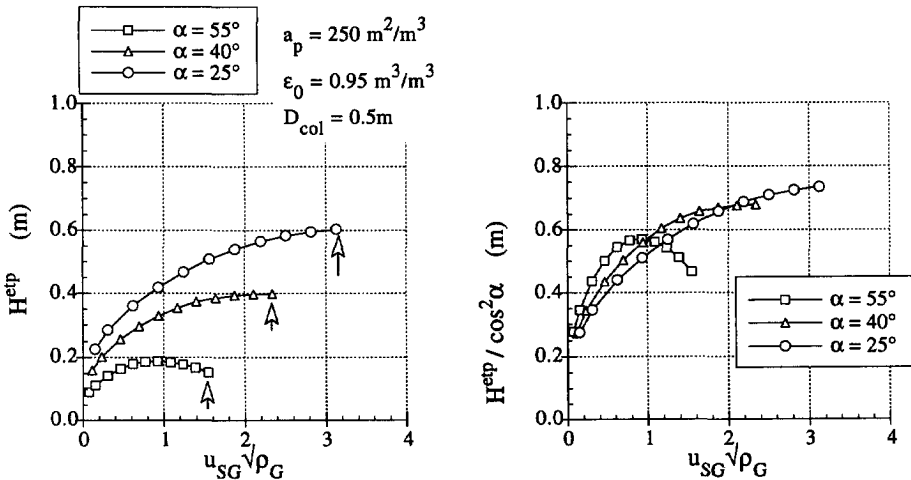 α = 55°
α = 40°
α = 25°
a_p = 250 m²/m³
ε_0 = 0.95 m³/m³
D_col = 0.5m
1.0
0.8
0.6
0.4
0.2
0.0
H^etp (m)
0 1 2 3 4
u_SG √ρ_G
1.0
0.8
0.6
0.4
0.2
0.0
H^etp / cos²α (m)
α = 55°
α = 40°
α = 25°
0 1 2 3 4
u_SG √ρ_G